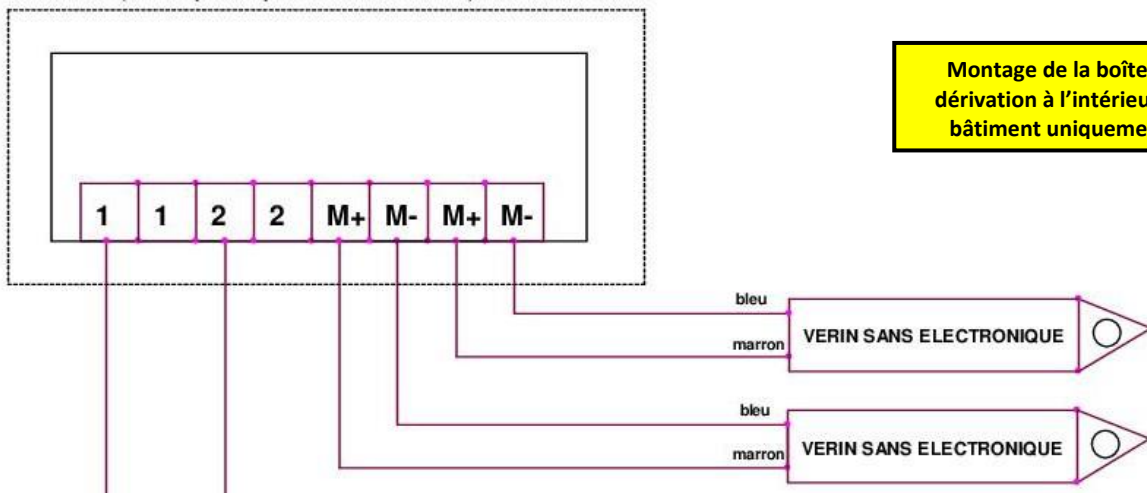 Montage de la boîte
dérivation à l'intérieu
bâtiment uniqueme
1 1 2 2 M+ M- M+ M-
bleu
marron
VERIN SANS ELECTRONIQUE
bleu
marron
VERIN SANS ELECTRONIQUE